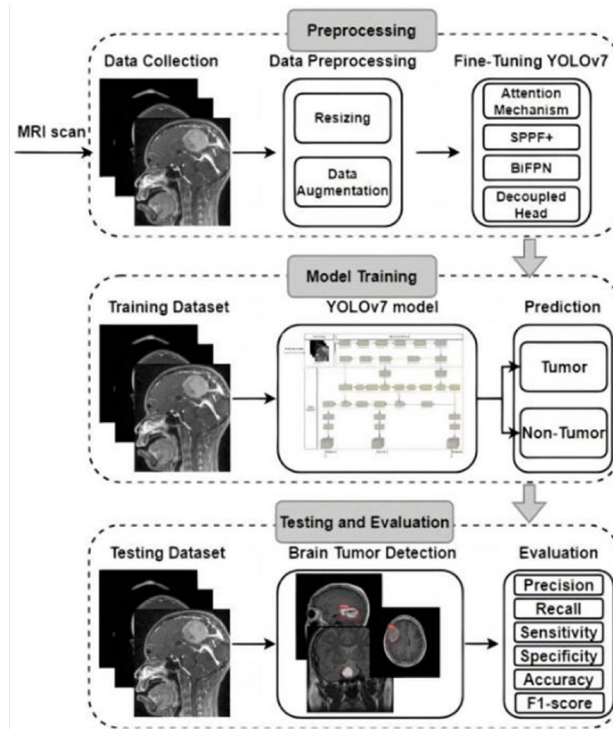 Preprocessing
Data Collection
Data Preprocessing
Fine-Tuning YOLOv7
MRI scan
Resizing
Data
Augmentation
Attention
Mechanism
SPPF+
BiFPN
Decoupled
Head
Model Training
Training Dataset
YOLOv7 model
Prediction
Tumor
Non-Tumor
Testing and Evaluation
Testing Dataset
Brain Tumor Detection
Evaluation
Precision
Recall
Sensitivity
Specificity
Accuracy
F1-score